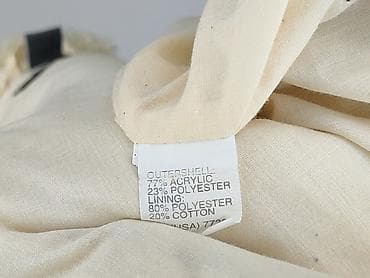 OUTERSHELL:
77% ACRYLIC
23% POLYESTER
LINING:
80% POLYESTER
20% COTTON